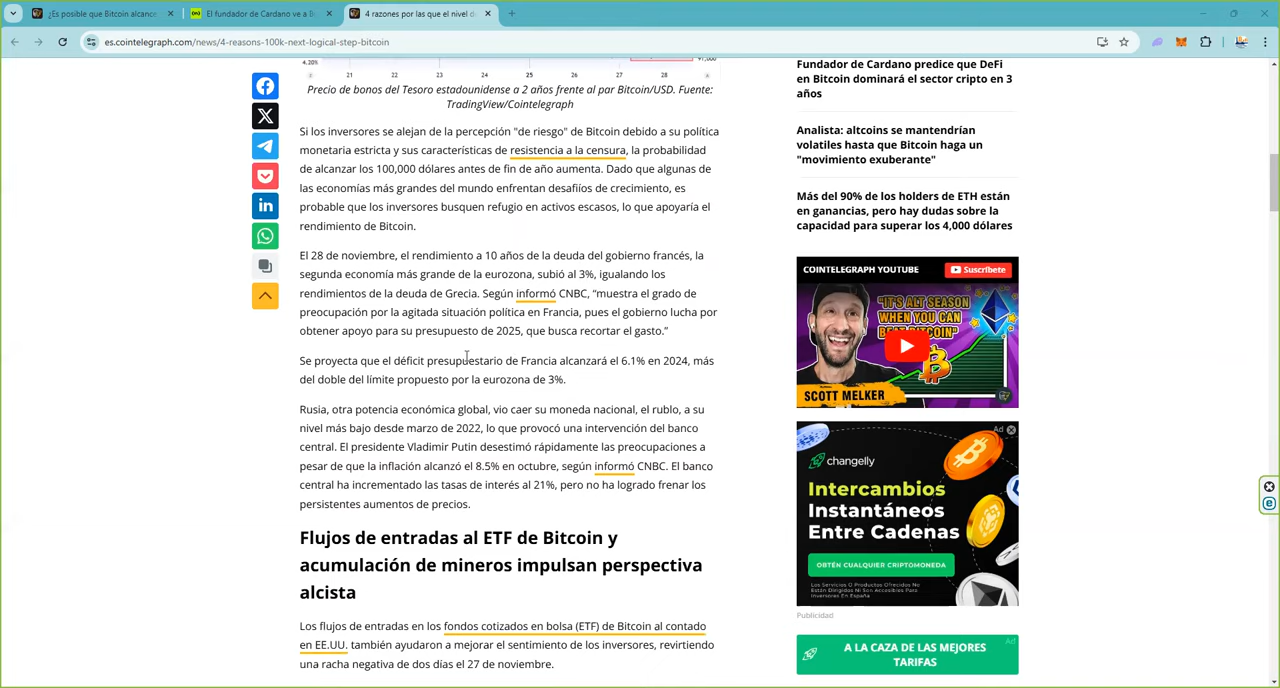 ¿Es posible que Bitcoin alcance
El fundador de Cardano ve a B
4 razones por las que el nivel d
es.cointelegraph.com/news/4-reasons-100k-next-logical-step-bitcoin
4.20%
21 22 23 24 25 26 27 28
Precio de bonos del Tesoro estadounidense a 2 años frente al par Bitcoin/USD. Fuente:
TradingView/Cointelegraph
Si los inversores se alejan de la percepción "de riesgo" de Bitcoin debido a su política
monetaria estricta y sus características de resistencia a la censura, la probabilidad
de alcanzar los 100,000 dólares antes de fin de año aumenta. Dado que algunas de
las economías más grandes del mundo enfrentan desafíos de crecimiento, es
probable que los inversores busquen refugio en activos escasos, lo que apoyaría el
rendimiento de Bitcoin.
El 28 de noviembre, el rendimiento a 10 años de la deuda del gobierno francés, la
segunda economía más grande de la eurozona, subió al 3%, igualando los
rendimientos de la deuda de Grecia. Según informó CNBC, “muestra el grado de
preocupación por la agitada situación política en Francia, pues el gobierno lucha por
obtener apoyo para su presupuesto de 2025, que busca recortar el gasto.”
Se proyecta que el déficit presupuestario de Francia alcanzará el 6.1% en 2024, más
del doble del límite propuesto por la eurozona de 3%.
Rusia, otra potencia económica global, vio caer su moneda nacional, el rublo, a su
nivel más bajo desde marzo de 2022, lo que provocó una intervención del banco
central. El presidente Vladimir Putin desestimó rápidamente las preocupaciones a
pesar de que la inflación alcanzó el 8.5% en octubre, según informó CNBC. El banco
central ha incrementado las tasas de interés al 21%, pero no ha logrado frenar los
persistentes aumentos de precios.
Flujos de entradas al ETF de Bitcoin y
acumulación de mineros impulsan perspectiva
alcista
Los flujos de entradas en los fondos cotizados en bolsa (ETF) de Bitcoin al contado
en EE.UU. también ayudaron a mejorar el sentimiento de los inversores, revirtiendo
una racha negativa de dos días el 27 de noviembre.
Fundador de Cardano predice que DeFi
en Bitcoin dominará el sector cripto en 3
años
Analista: altcoins se mantendrían
volatiles hasta que Bitcoin haga un
"movimiento exuberante"
Más del 90% de los holders de ETH están
en ganancias, pero hay dudas sobre la
capacidad para superar los 4,000 dólares
COINTELEGRAPH YOUTUBE
Suscríbete
"IT'S ALT SEASON
WHEN YOU CAN
BEAT BITCOIN"
SCOTT MELKER
Ad
changelly
Intercambios
Instantáneos
Entre Cadenas
OBTÉN CUALQUIER CRIPTOMONEDA
Los Servicios O Productos Ofrecidos No
Están Dirigidos Ni Son Accesibles Para
Inversores En España
Publicidad
Ad
A LA CAZA DE LAS MEJORES
TARIFAS